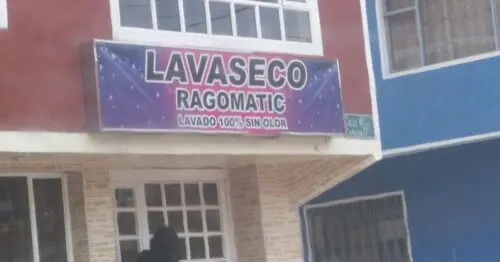 LAVASECO
RAGOMATIC
LAVADO 100% SIN OLOR